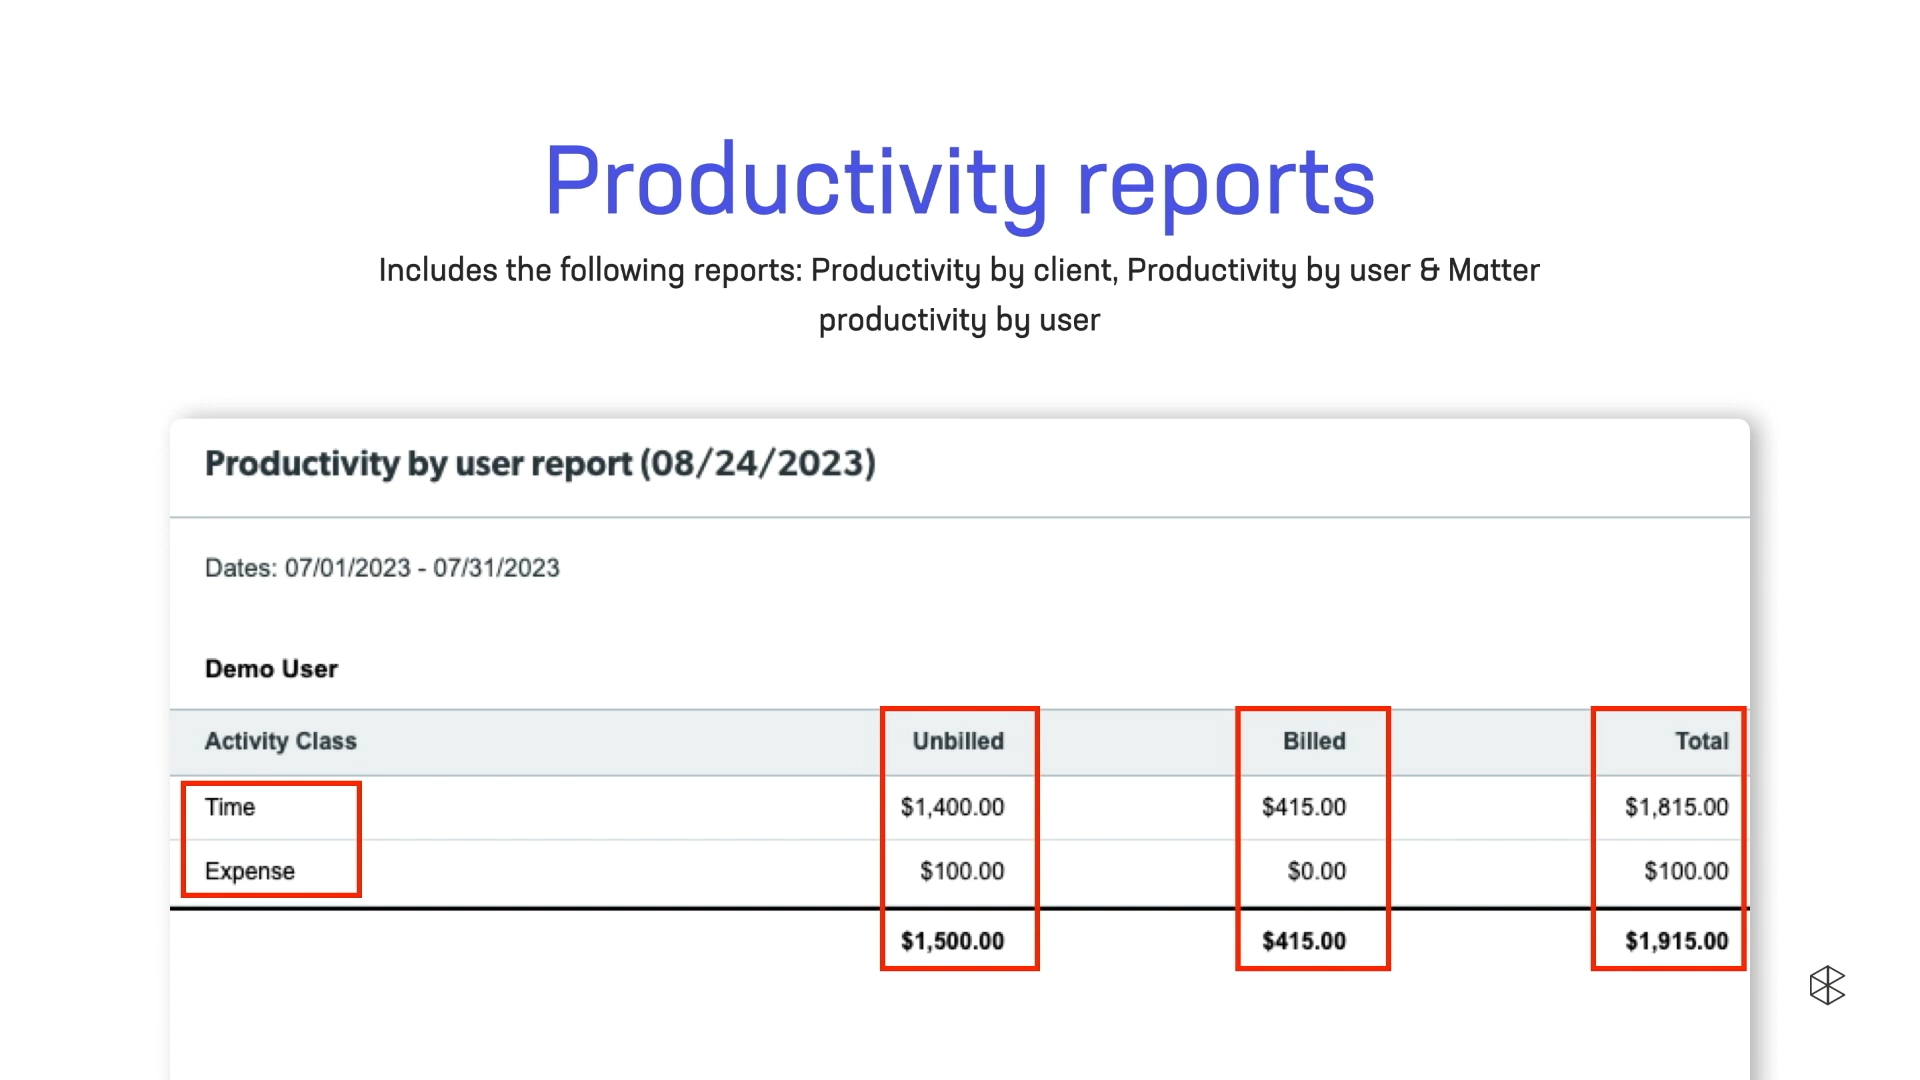 Productivity reports
Includes the following reports: Productivity by client, Productivity by user & Matter
productivity by user
Productivity by user report (08/24/2023)
Dates: 07/01/2023 - 07/31/2023
Demo User
Activity Class Unbilled Billed Total
Time $1,400.00 $415.00 $1,815.00
Expense $100.00 $0.00 $100.00
$1,500.00 $415.00 $1,915.00